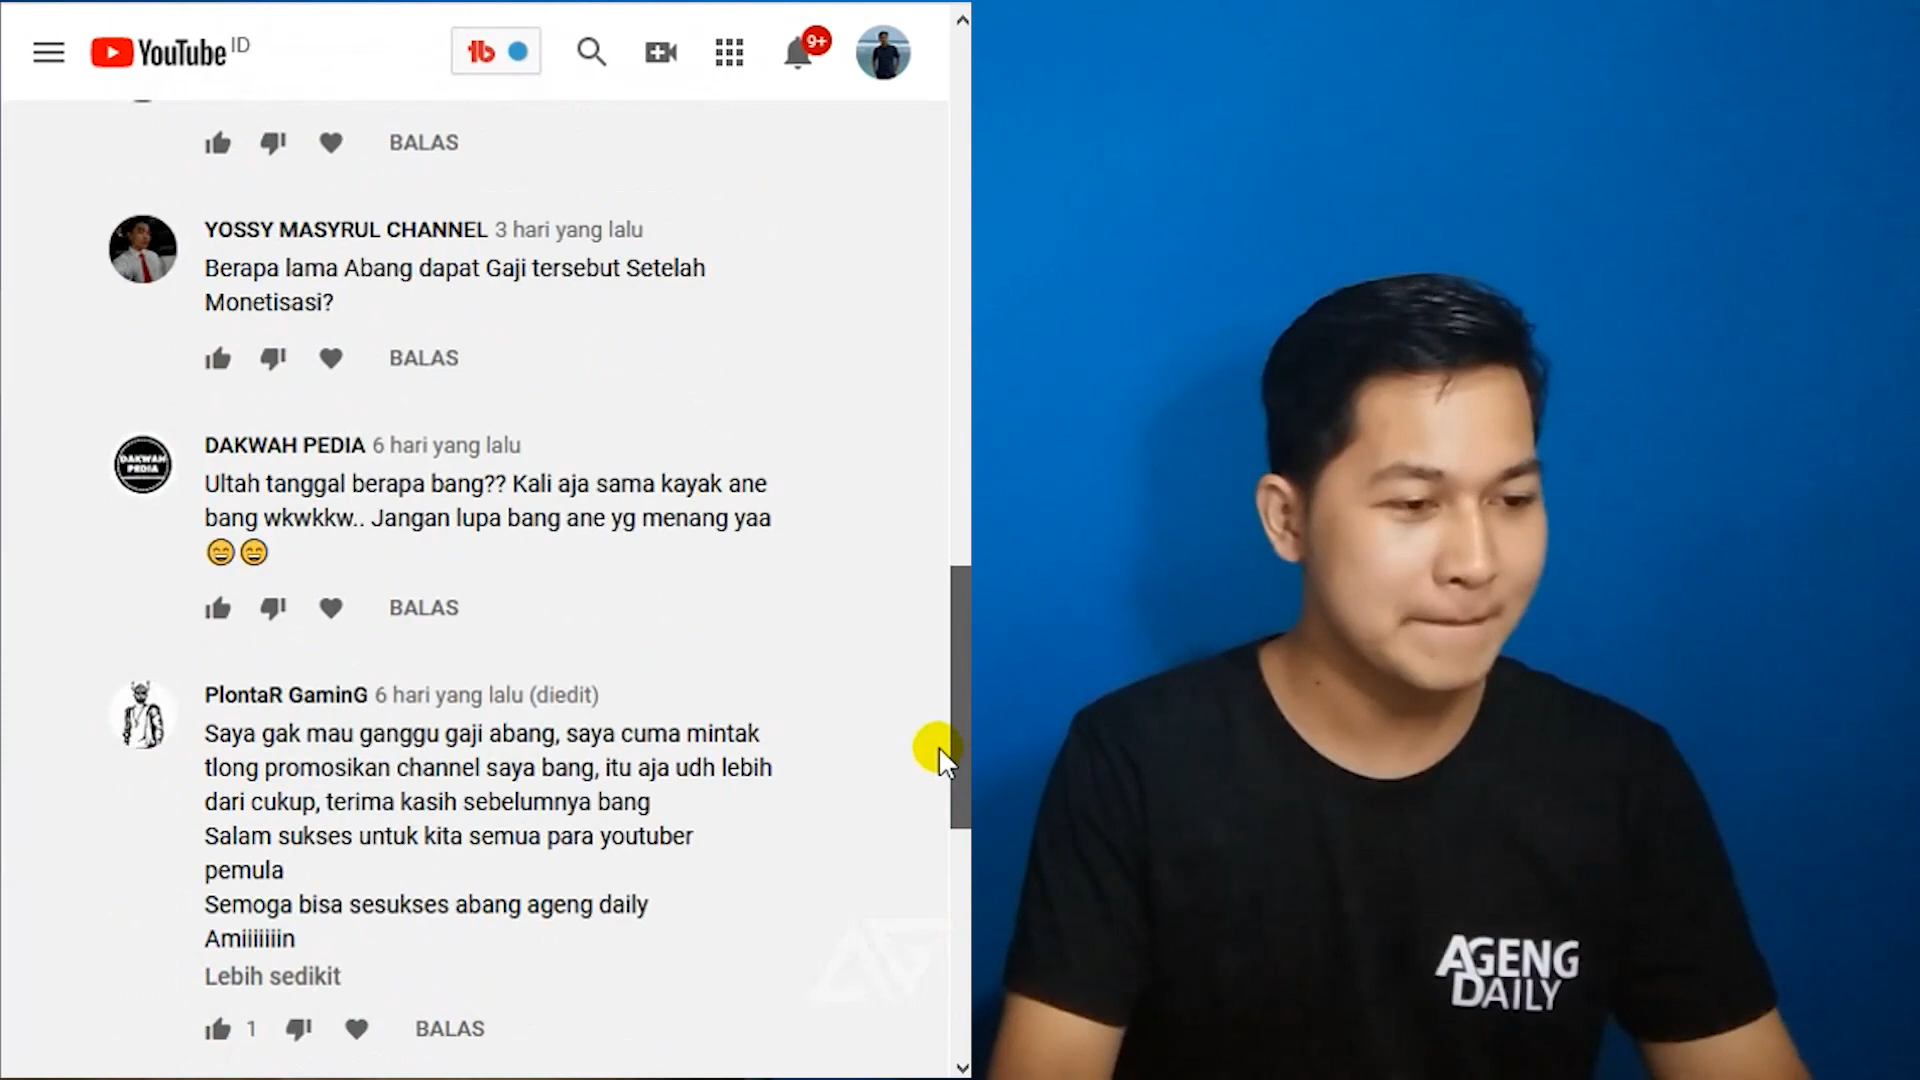 YouTube ID
9+
BALAS
YOSSY MASYRUL CHANNEL 3 hari yang lalu
Berapa lama Abang dapat Gaji tersebut Setelah
Monetisasi?
BALAS
DAKWAH PEDIA 6 hari yang lalu
DAKWAH
PEDIA
Ultah tanggal berapa bang?? Kali aja sama kayak ane
bang wkwkkw.. Jangan lupa bang ane yg menang yaa
😄😄
BALAS
PlontaR GaminG 6 hari yang lalu (diedit)
Saya gak mau ganggu gaji abang, saya cuma mintak
tlong promosikan channel saya bang, itu aja udh lebih
dari cukup, terima kasih sebelumnya bang
Salam sukses untuk kita semua para youtuber
pemula
Semoga bisa sesukses abang ageng daily
Amiiiiiiin
Lebih sedikit
1 BALAS
AGENG
DAILY